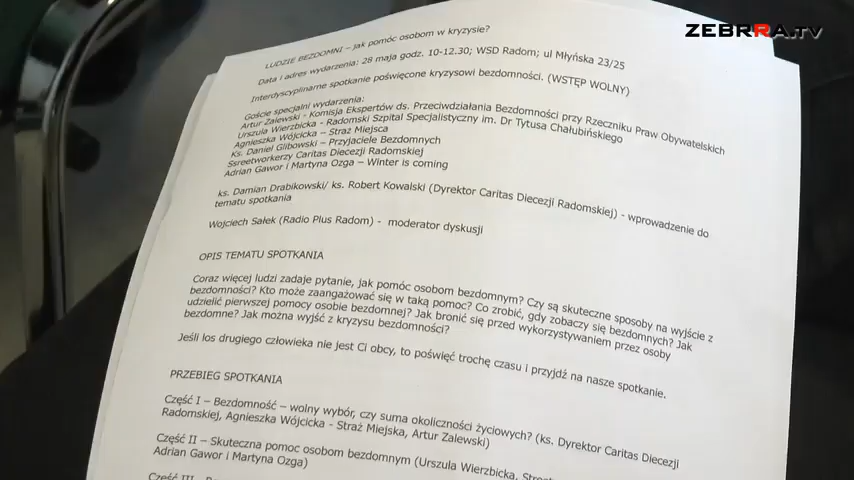 ZEBRRA.TV
LUDZIE BEZDOMNI – jak pomóc osobom w kryzysie?
Data i adres wydarzenia: 28 maja godz. 10-12.30; WSD Radom; ul Młyńska 23/25
Interdyscyplinarne spotkanie poświęcone kryzysowi bezdomności. (WSTĘP WOLNY)
Goście specjalni wydarzenia:
Artur Zalewski - Komisja Ekspertów ds. Przeciwdziałania Bezdomności przy Rzeczniku Praw Obywatelskich
Urszula Wierzbicka - Radomski Szpital Specjalistyczny im. Dr Tytusa Chałubińskiego
Agnieszka Wójcicka – Straż Miejsca
Ks. Daniel Glibowski – Przyjaciele Bezdomnych
Ssreetworkerzy Caritas Diecezji Radomskiej
Adrian Gawor i Martyna Ozga – Winter is coming
ks. Damian Drabikowski/ ks. Robert Kowalski (Dyrektor Caritas Diecezji Radomskiej) - wprowadzenie do
tematu spotkania
Wojciech Sałek (Radio Plus Radom) - moderator dyskusji
OPIS TEMATU SPOTKANIA
Coraz więcej ludzi zadaje pytanie, jak pomóc osobom bezdomnym? Czy są skuteczne sposoby na wyjście z
bezdomności? Kto może zaangażować się w taką pomoc? Co zrobić, gdy zobaczy się bezdomnych? Jak
udzielić pierwszej pomocy osobie bezdomnej? Jak bronić się przed wykorzystywaniem przez osoby
bezdomne? Jak można wyjść z kryzysu bezdomności?
Jeśli los drugiego człowieka nie jest Ci obcy, to poświęć trochę czasu i przyjdź na nasze spotkanie.
PRZEBIEG SPOTKANIA
Część I – Bezdomność – wolny wybór, czy suma okoliczności życiowych? (ks. Dyrektor Caritas Diecezji
Radomskiej, Agnieszka Wójcicka - Straż Miejska, Artur Zalewski)
Część II – Skuteczna pomoc osobom bezdomnym (Urszula Wierzbicka,
Adrian Gawor i Martyna Ozga)
Część III